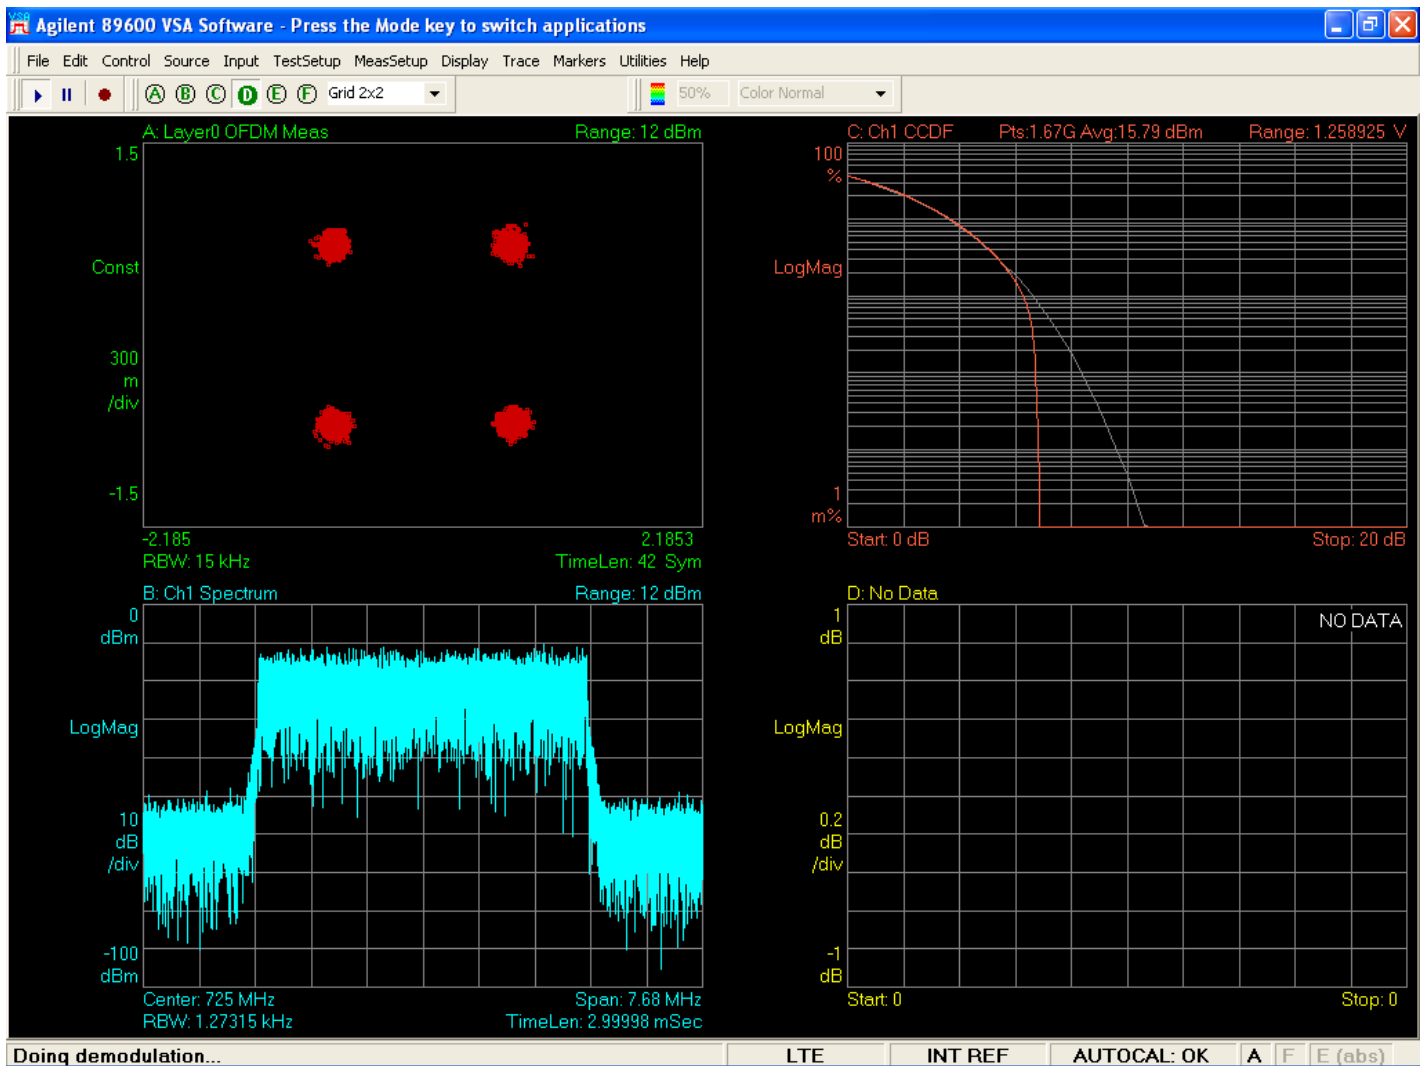 Agilent 89600 VSA Software - Press the Mode key to switch applications
File Edit Control Source Input TestSetup MeasSetup Display Trace Markers Utilities Help
A B C D E F Grid 2x2 50% Color Normal
A: Layer0 OFDM Meas Range: 12 dBm
1.5
Const
300
m
/div
-1.5
-2.185 2.1853
RBW: 15 kHz TimeLen: 42 Sym
C: Ch1 CCDF Pts:1.67G Avg:15.79 dBm Range: 1.258925 V
100
%
LogMag
1
m%
Start: 0 dB Stop: 20 dB
B: Ch1 Spectrum Range: 12 dBm
0
dBm
LogMag
10
dB
/div
-100
dBm
Center: 725 MHz Span: 7.68 MHz
RBW: 1.27315 kHz TimeLen: 2.99998 mSec
D: No Data
1
dB
NO DATA
LogMag
0.2
dB
/div
-1
dB
Start: 0 Stop: 0
Doing demodulation... LTE INT REF AUTOCAL: OK A F E (abs)